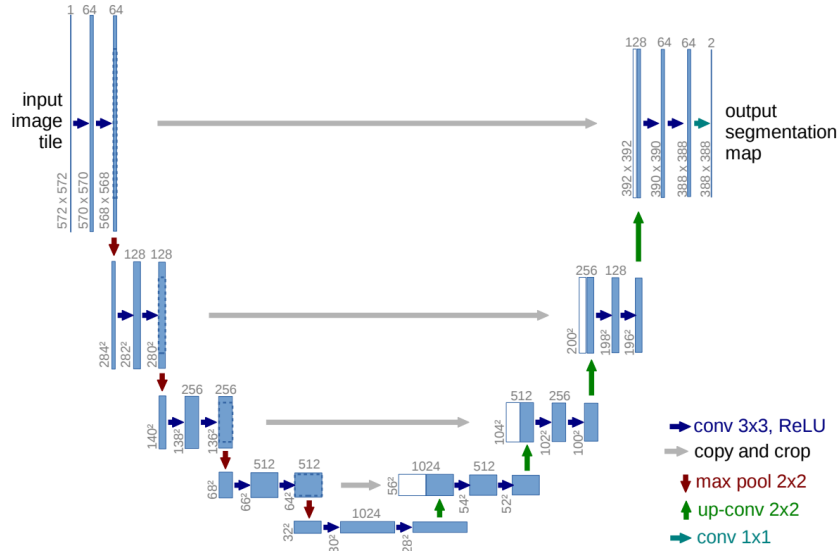 1
64
64
input
image
tile
572 x 572
570 x 570
568 x 568
128
64
64
2
output
segmentation
map
392 x 392
390 x 390
388 x 388
388 x 388
128
128
284²
282²
280²
256
128
200²
198²
196²
256
256
140²
138²
136²
512
256
104²
102²
100²
512
512
68²
66²
64²
1024
512
56²
54²
52²
1024
32²
30²
28²
conv 3x3, ReLU
copy and crop
max pool 2x2
up-conv 2x2
conv 1x1